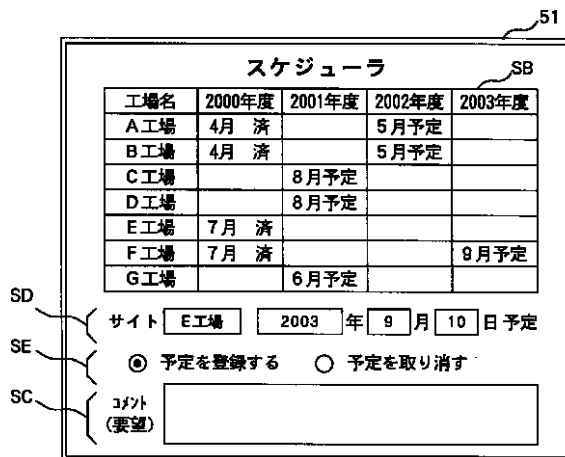 51
スケジューラ
SB
工場名 2000年度 2001年度 2002年度 2003年度
A工場 4月 済 5月予定
B工場 4月 済 5月予定
C工場 8月予定
D工場 8月予定
E工場 7月 済
F工場 7月 済 9月予定
G工場 6月予定
SD サイト E工場 2003 年 9 月 10 日 予定
SE 予定を登録する 予定を取り消す
SC コメント
(要望)